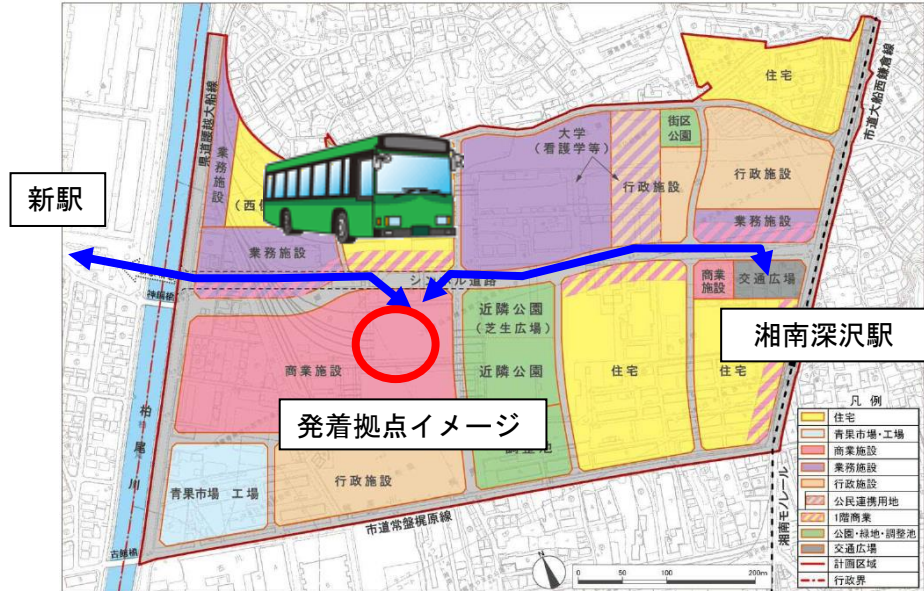 新駅
県道腰越大船線
業務施設
(西
業務施設
大学
(看護学等)
街区
公園
行政施設
住宅
行政施設
業務施設
市道大船西鎌倉線
シンボル道路
神鋼橋
商業
施設
交通広場
湘南深沢駅
近隣公園
(芝生広場)
近隣公園
調整池
商業施設
発着拠点イメージ
住宅
住宅
柏尾川
青果市場 工場
行政施設
市道常盤梶原線
古館橋
湘南モノレール
N
0 50 100 200m
凡例
住宅
青果市場・工場
商業施設
業務施設
行政施設
公民連携用地
1階商業
公園・緑地・調整池
交通広場
計画区域
行政界